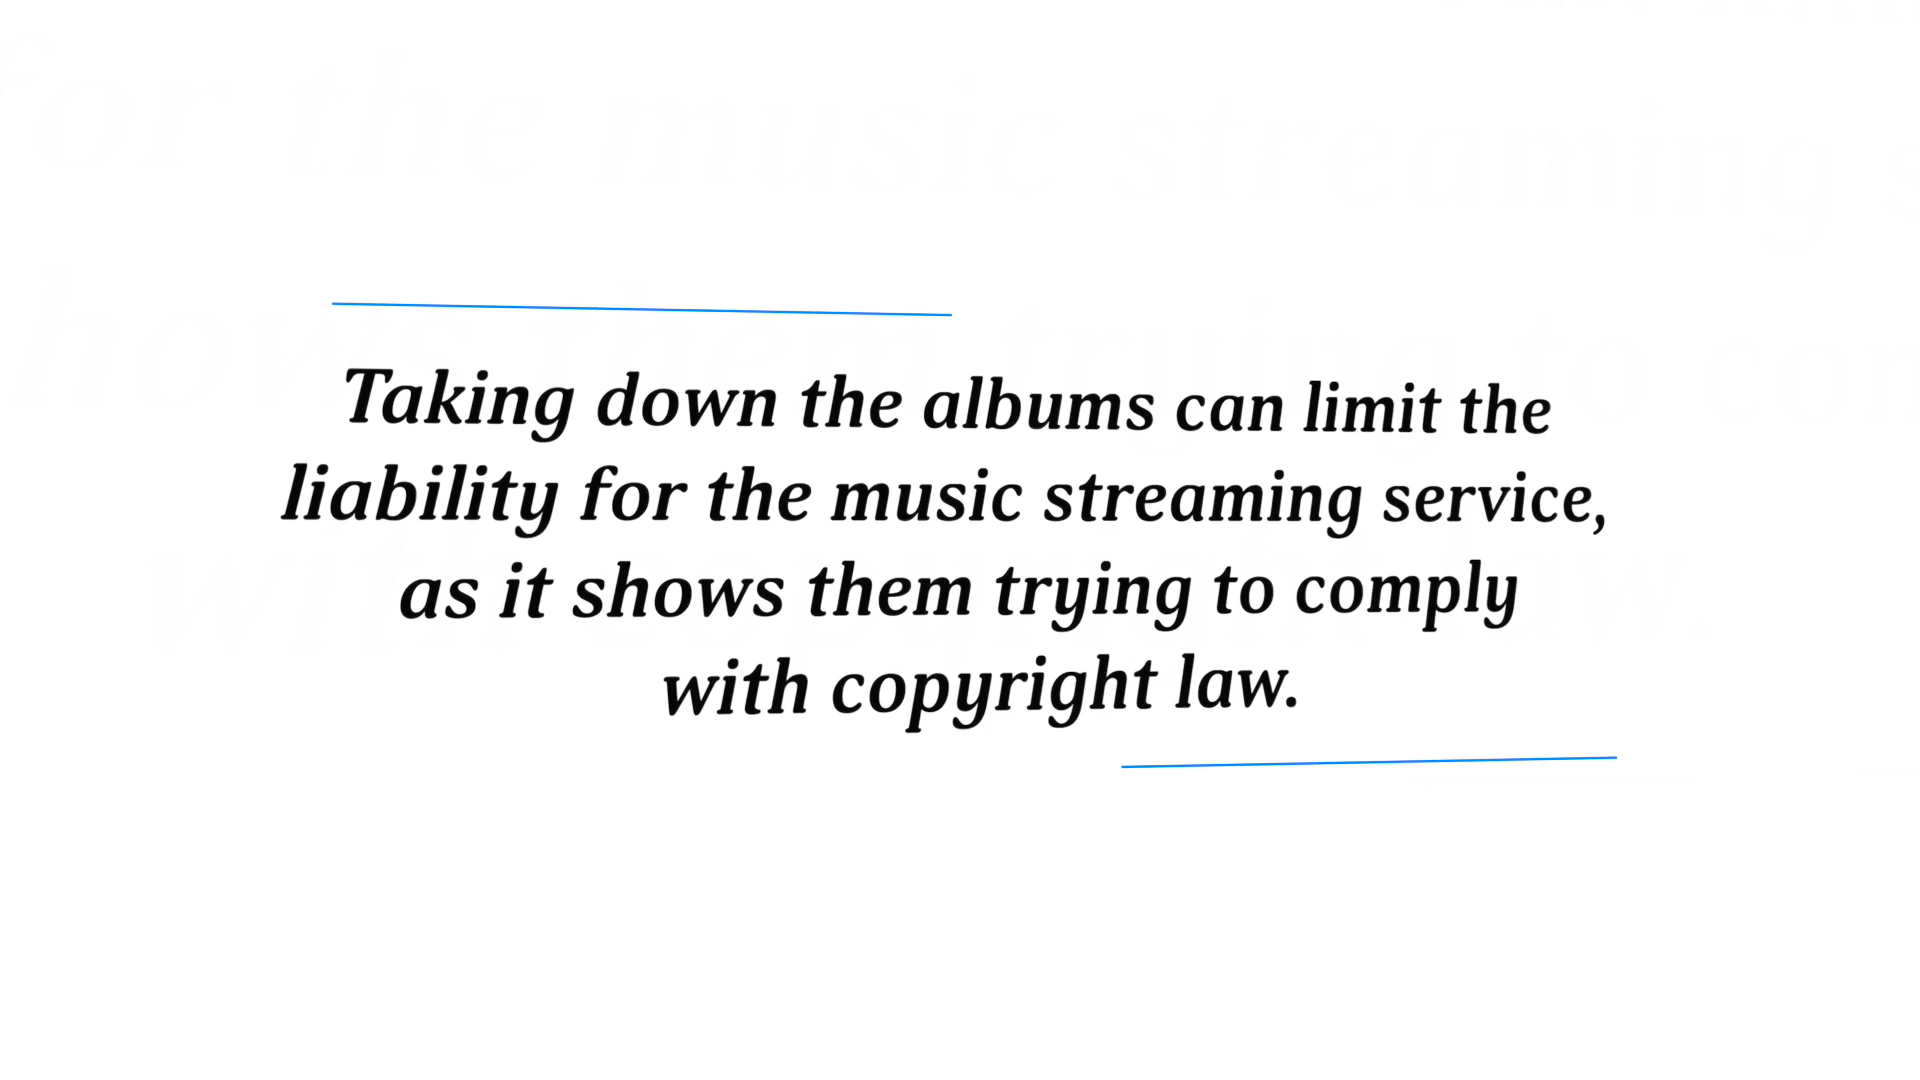 Taking down the albums can limit the
liability for the music streaming service,
as it shows them trying to comply
with copyright law.